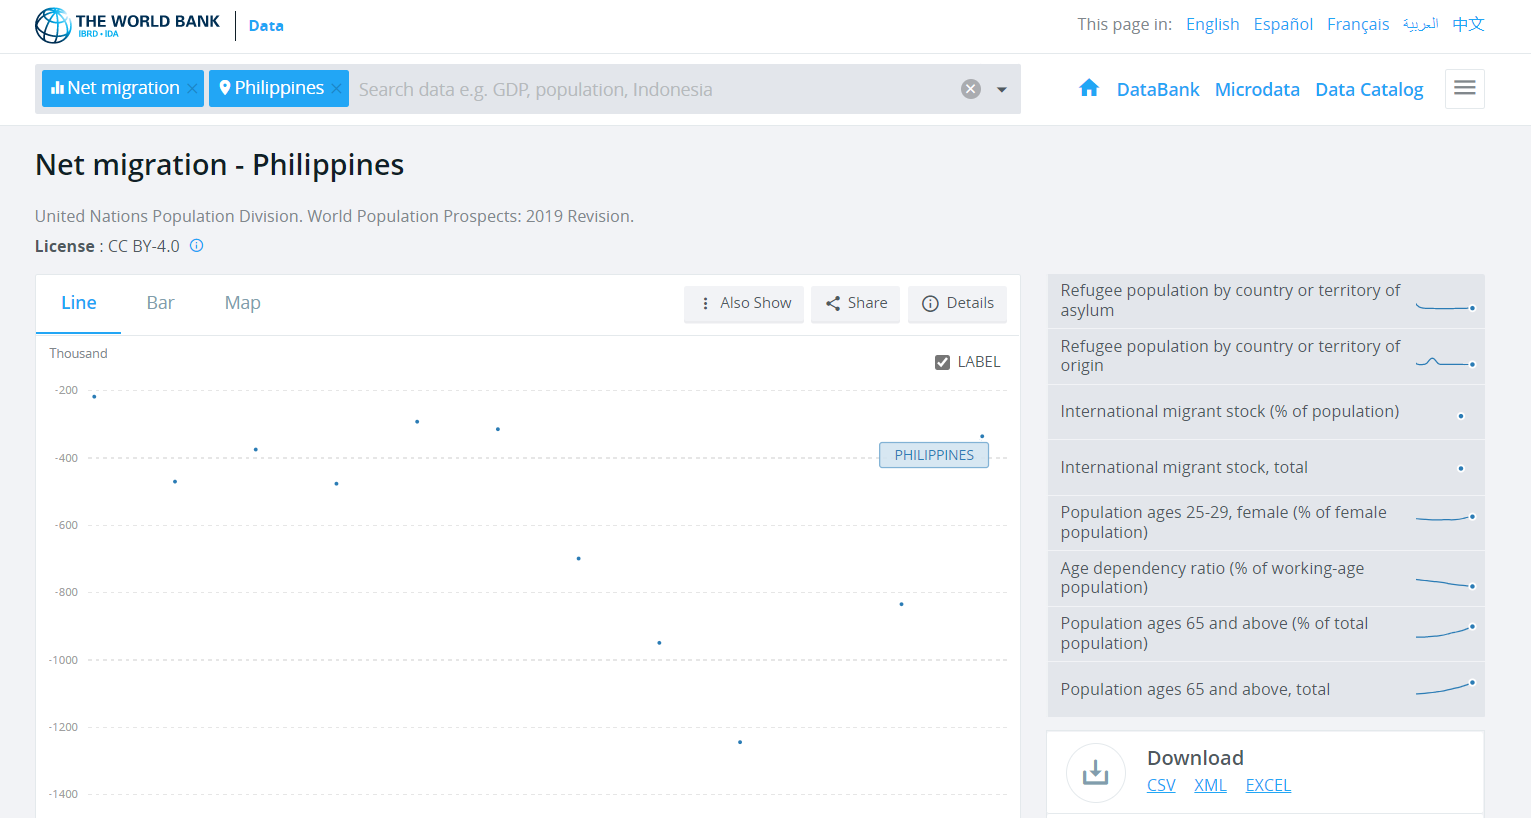 THE WORLD BANK
IBRD • IDA
Data
This page in: English Español Français العربية 中文
Net migration × Philippines × Search data e.g. GDP, population, Indonesia
DataBank Microdata Data Catalog
Net migration - Philippines
United Nations Population Division. World Population Prospects: 2019 Revision.
License : CC BY-4.0
Line Bar Map
Also Show Share Details
Thousand
LABEL
-200
-400
-600
-800
-1000
-1200
-1400
PHILIPPINES
Refugee population by country or territory of
asylum
Refugee population by country or territory of
origin
International migrant stock (% of population)
International migrant stock, total
Population ages 25-29, female (% of female
population)
Age dependency ratio (% of working-age
population)
Population ages 65 and above (% of total
population)
Population ages 65 and above, total
Download
CSV XML EXCEL